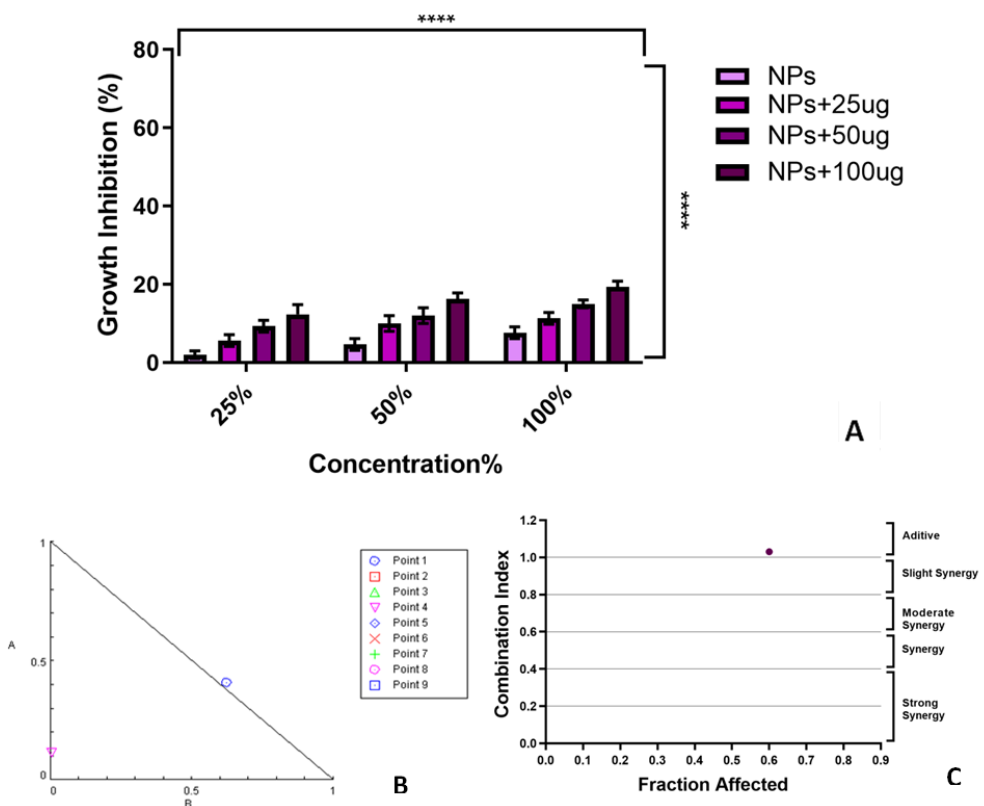 ****
80
60
40
20
0
Growth Inhibition (%)
25%
50%
100%
Concentration%
****
NPs
NPs+25ug
NPs+50ug
NPs+100ug
A
1
0.5
0
A
0
0.5
1
B
Point 1
Point 2
Point 3
Point 4
Point 5
Point 6
Point 7
Point 8
Point 9
B
1.2
1.0
0.8
0.6
0.4
0.2
0.0
Combination Index
0.0
0.1
0.2
0.3
0.4
0.5
0.6
0.7
0.8
0.9
Fraction Affected
Aditive
Slight Synergy
Moderate
Synergy
Synergy
Strong
Synergy
C